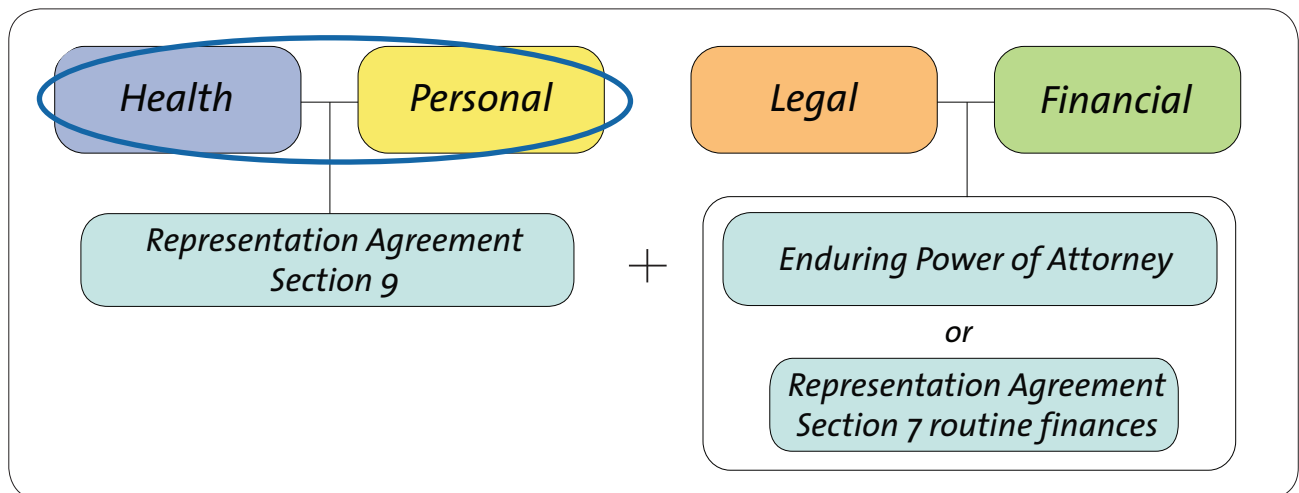 Health
Personal
Legal
Financial
Representation Agreement
Section 9
+
Enduring Power of Attorney
or
Representation Agreement
Section 7 routine finances